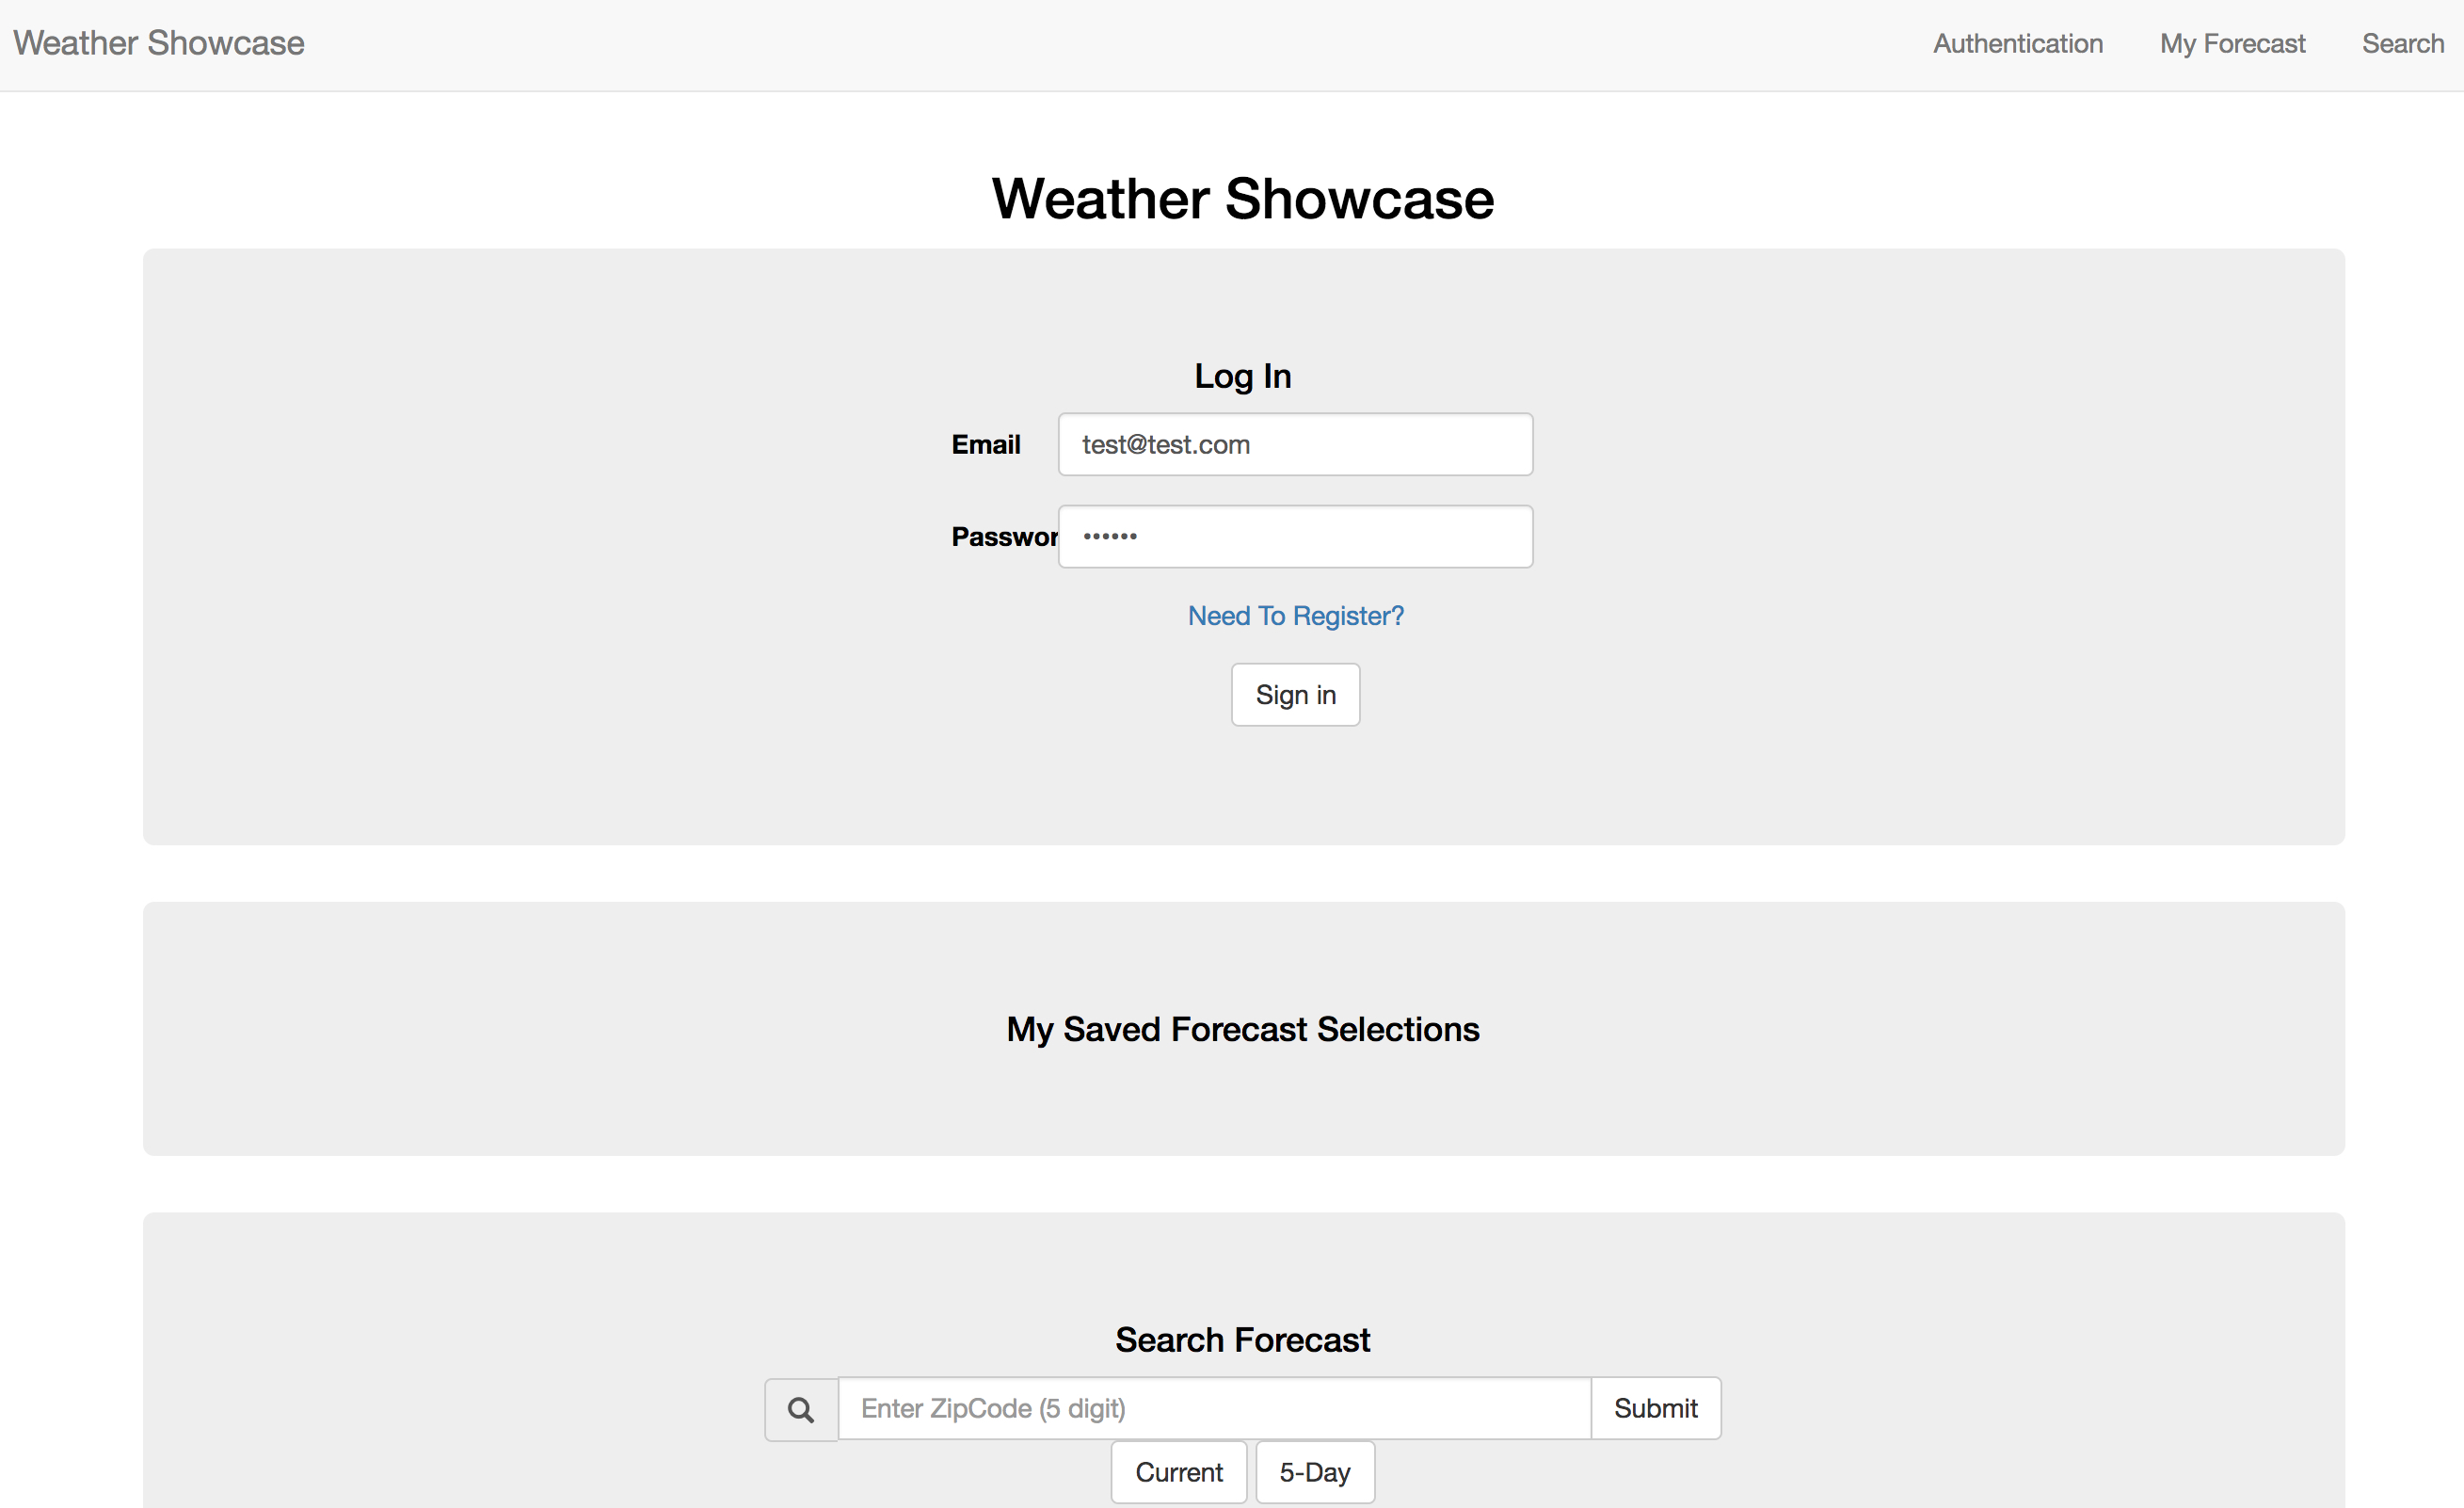 Weather Showcase Authentication My Forecast Search
Weather Showcase
Log In
Email test@test.com
Passwor ••••••
Need To Register?
Sign in
My Saved Forecast Selections
Search Forecast
Enter ZipCode (5 digit) Submit
Current 5-Day